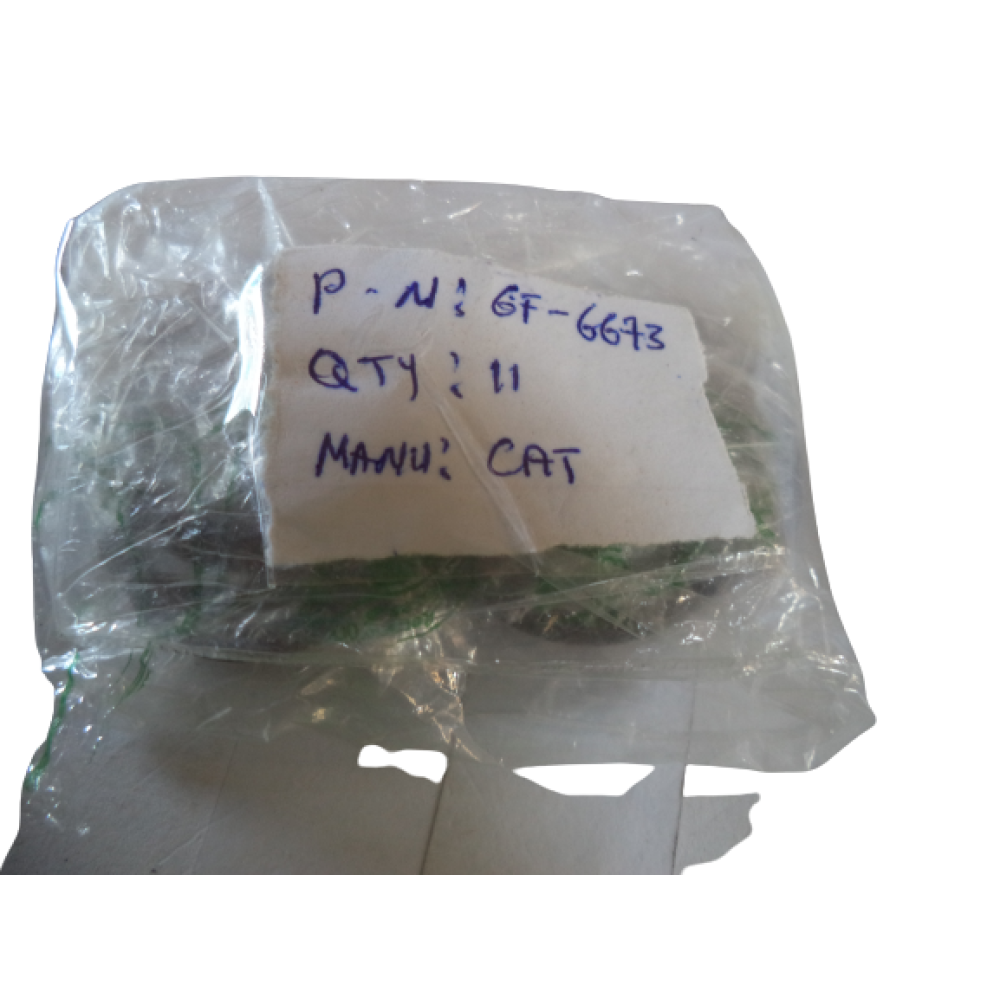 P-N: 6F-6673
QTY: 11
MANU: CAT